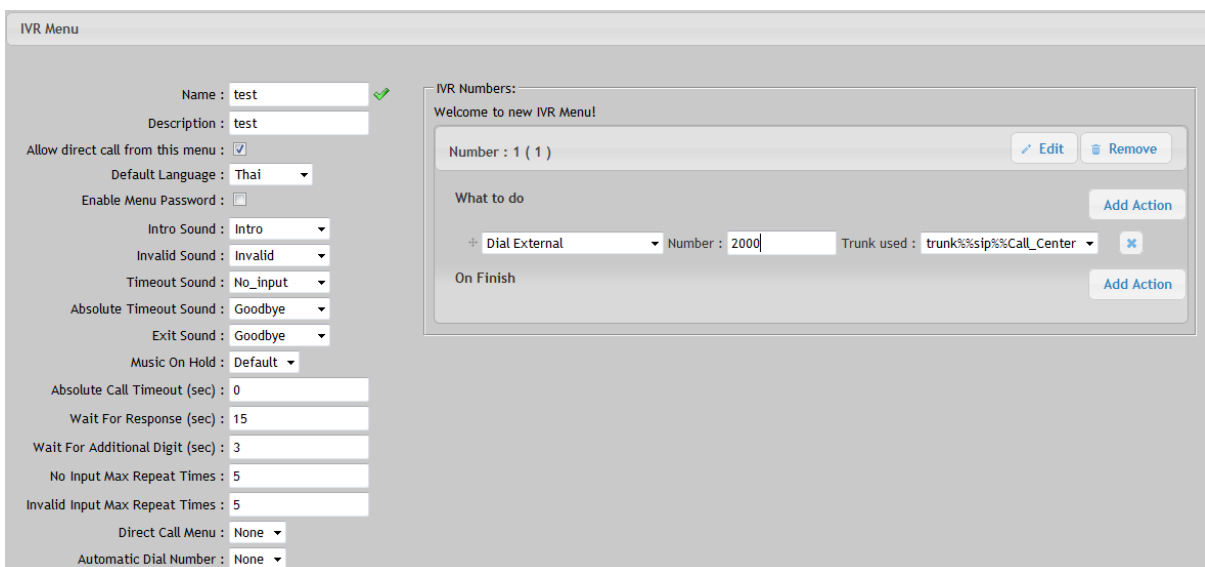 IVR Menu
Name : test
Description : test
Allow direct call from this menu :
Default Language : Thai
Enable Menu Password :
Intro Sound : Intro
Invalid Sound : Invalid
Timeout Sound : No_input
Absolute Timeout Sound : Goodbye
Exit Sound : Goodbye
Music On Hold : Default
Absolute Call Timeout (sec) : 0
Wait For Response (sec) : 15
Wait For Additional Digit (sec) : 3
No Input Max Repeat Times : 5
Invalid Input Max Repeat Times : 5
Direct Call Menu : None
Automatic Dial Number : None
IVR Numbers:
Welcome to new IVR Menu!
Number : 1 ( 1 ) Edit Remove
What to do Add Action
Dial External Number : 2000 Trunk used : trunk%%sip%%Call_Center
On Finish Add Action